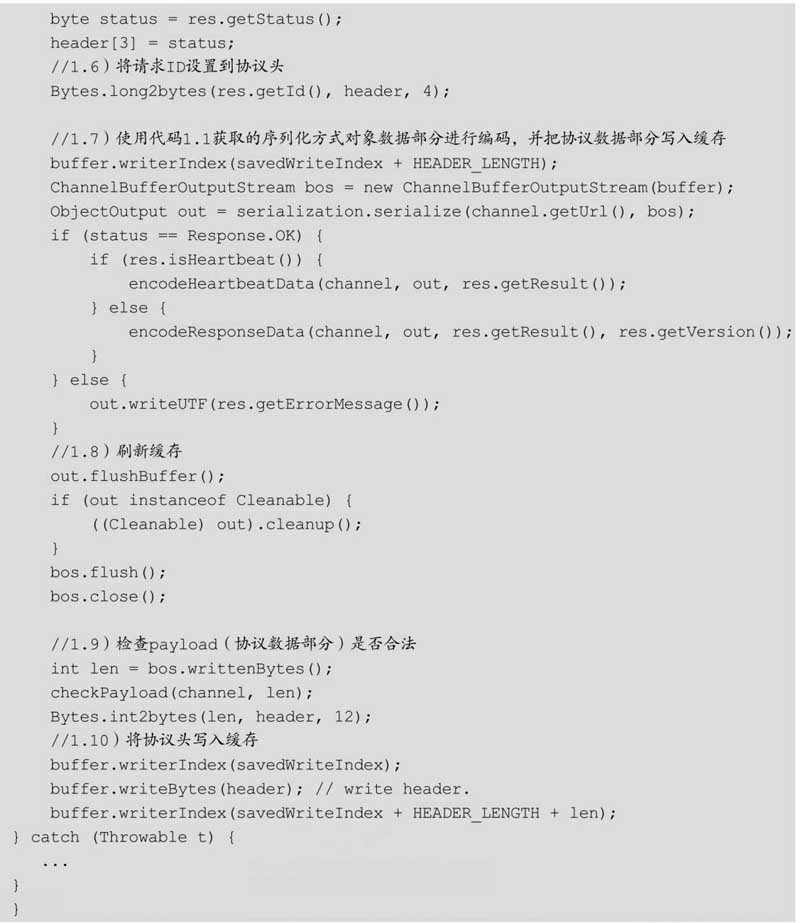 byte status = res.getStatus();
header[3] = status;
//1.6）将请求ID设置到协议头
Bytes.long2bytes(res.getId(), header, 4);
//1.7）使用代码1.1获取的序列化方式对象数据部分进行编码，并把协议数据部分写入缓存
buffer.writerIndex(savedWriteIndex + HEADER_LENGTH);
ChannelBufferOutputStream bos = new ChannelBufferOutputStream(buffer);
ObjectOutput out = serialization.serialize(channel.getUrl(), bos);
if (status == Response.OK) {
if (res.isHeartbeat()) {
encodeHeartbeatData(channel, out, res.getResult());
} else {
encodeResponseData(channel, out, res.getResult(), res.getVersion());
}
} else {
out.writeUTF(res.getErrorMessage());
}
//1.8）刷新缓存
out.flushBuffer();
if (out instanceof Cleanable) {
((Cleanable) out).cleanup();
}
bos.flush();
bos.close();
//1.9）检查payload（协议数据部分）是否合法
int len = bos.writtenBytes();
checkPayload(channel, len);
Bytes.int2bytes(len, header, 12);
//1.10）将协议头写入缓存
buffer.writerIndex(savedWriteIndex);
buffer.writeBytes(header); // write header.
buffer.writerIndex(savedWriteIndex + HEADER_LENGTH + len);
} catch (Throwable t) {
...
}
}